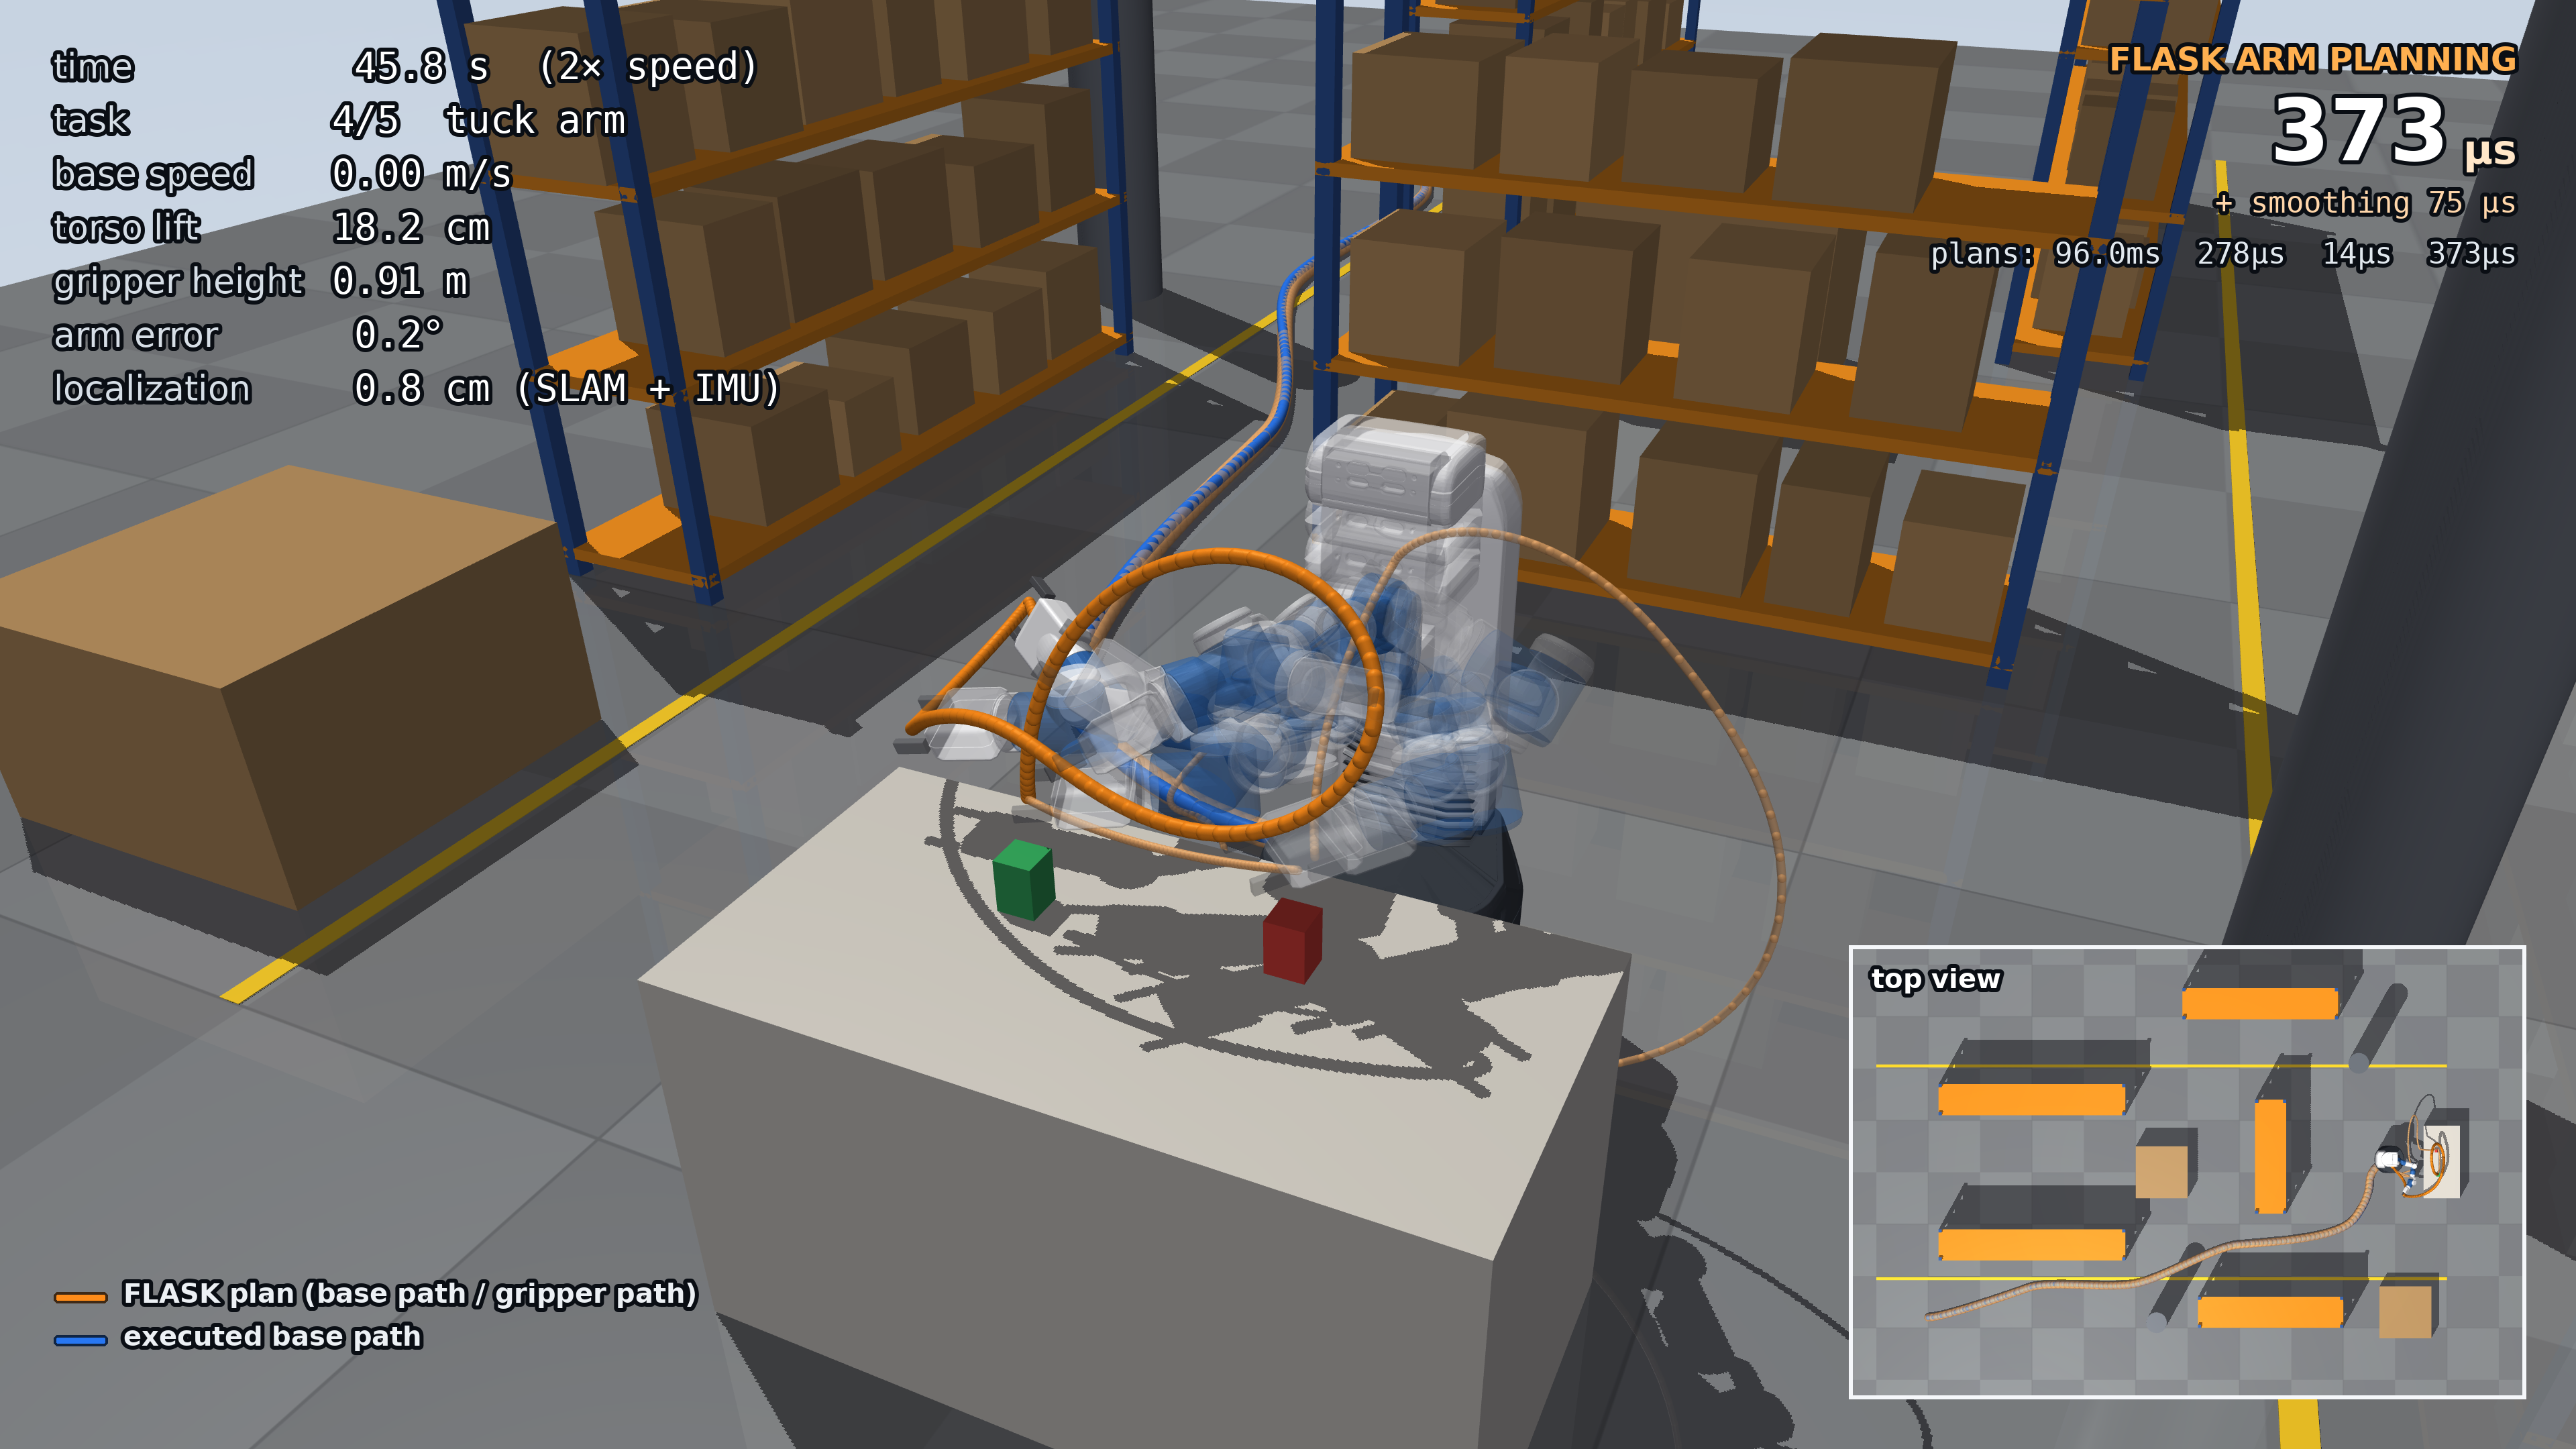 time 45.8 s (2× speed)
task 4/5 tuck arm
base speed 0.00 m/s
torso lift 18.2 cm
gripper height 0.91 m
arm error 0.2°
localization 0.8 cm (SLAM + IMU)
FLASK ARM PLANNING
373 µs
+ smoothing 75 µs
plans: 96.0ms 278µs 14µs 373µs
top view
FLASK plan (base path / gripper path)
executed base path